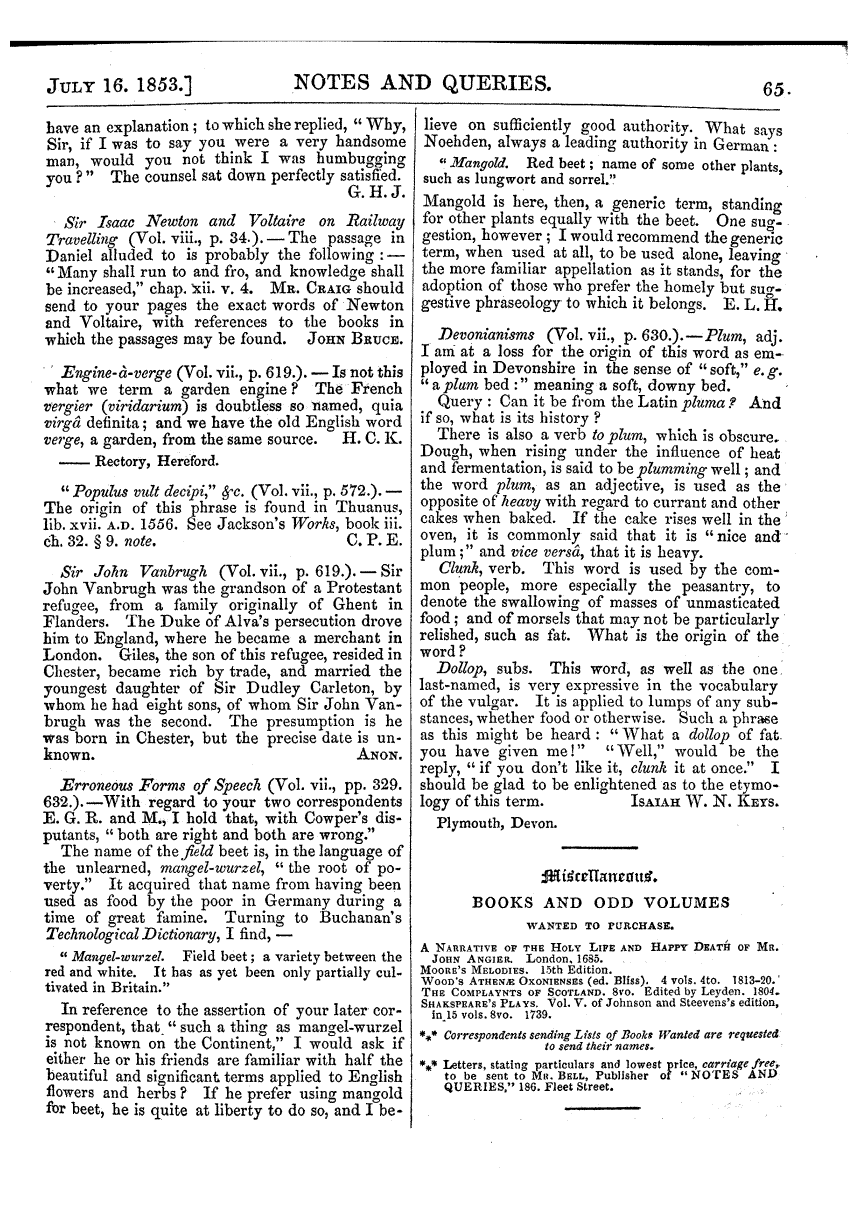 JULY 16. 1853.] NOTES AND QUERIES. 65.
have an explanation; to which she replied, "Why,
Sir, if I was to say you were a very handsome
man, would you not think I was humbugging
you?" The counsel sat down perfectly satisfied.
G. H. J.
Sir Isaac Newton and Voltaire on Railway
Travelling (Vol. viii., p. 34.).—The passage in
Daniel alluded to is probably the following:—
"Many shall run to and fro, and knowledge shall
be increased," chap. xii. v. 4. MR. CRAIG should
send to your pages the exact words of Newton
and Voltaire, with references to the books in
which the passages may be found. JOHN BRUCE.
Engine-à-verge (Vol. vii., p. 619.).—Is not this
what we term a garden engine? The French
vergier (viridarium) is doubtless so named, quia
virgâ definita; and we have the old English word
verge, a garden, from the same source. H. C. K.
—— Rectory, Hereford.
"Populus vult decipi," &c. (Vol. vii., p. 572.).—
The origin of this phrase is found in Thuanus,
lib. xvii. A.D. 1556. See Jackson's Works, book iii.
ch. 32. § 9. note. C. P. E.
Sir John Vanbrugh (Vol. vii., p. 619.).—Sir
John Vanbrugh was the grandson of a Protestant
refugee, from a family originally of Ghent in
Flanders. The Duke of Alva's persecution drove
him to England, where he became a merchant in
London. Giles, the son of this refugee, resided in
Chester, became rich by trade, and married the
youngest daughter of Sir Dudley Carleton, by
whom he had eight sons, of whom Sir John Van-
brugh was the second. The presumption is he
was born in Chester, but the precise date is un-
known. ANON.
Erroneous Forms of Speech (Vol. vii., pp. 329.
632.).—With regard to your two correspondents
E. G. R. and M., I hold that, with Cowper's dis-
putants, "both are right and both are wrong."
The name of the field beet is, in the language of
the unlearned, mangel-wurzel, "the root of po-
verty." It acquired that name from having been
used as food by the poor in Germany during a
time of great famine. Turning to Buchanan's
Technological Dictionary, I find,—
"Mangel-wurzel. Field beet; a variety between the
red and white. It has as yet been only partially cul-
tivated in Britain."
In reference to the assertion of your later cor-
respondent, that "such a thing as mangel-wurzel
is not known on the Continent," I would ask if
either he or his friends are familiar with half the
beautiful and significant terms applied to English
flowers and herbs? If he prefer using mangold
for beet, he is quite at liberty to do so, and I be-
lieve on sufficiently good authority. What says
Noehden, always a leading authority in German:
"Mangold. Red beet; name of some other plants,
such as lungwort and sorrel."
Mangold is here, then, a generic term, standing
for other plants equally with the beet. One sug-
gestion, however; I would recommend the generic
term, when used at all, to be used alone, leaving
the more familiar appellation as it stands, for the
adoption of those who prefer the homely but sug-
gestive phraseology to which it belongs. E. L. H.
Devonianisms (Vol. vii., p. 630.).—Plum, adj.
I am at a loss for the origin of this word as em-
ployed in Devonshire in the sense of "soft," e. g.
"a plum bed:" meaning a soft, downy bed.
Query: Can it be from the Latin pluma? And
if so, what is its history?
There is also a verb to plum, which is obscure.
Dough, when rising under the influence of heat
and fermentation, is said to be plumming well; and
the word plum, as an adjective, is used as the
opposite of heavy with regard to currant and other
cakes when baked. If the cake rises well in the
oven, it is commonly said that it is "nice and
plum;" and vice versâ, that it is heavy.
Clunk, verb. This word is used by the com-
mon people, more especially the peasantry, to
denote the swallowing of masses of unmasticated
food; and of morsels that may not be particularly
relished, such as fat. What is the origin of the
word?
Dollop, subs. This word, as well as the one
last-named, is very expressive in the vocabulary
of the vulgar. It is applied to lumps of any sub-
stances, whether food or otherwise. Such a phrase
as this might be heard: "What a dollop of fat
you have given me!" "Well," would be the
reply, "if you don't like it, clunk it at once." I
should be glad to be enlightened as to the etymo-
logy of this term. ISAIAH W. N. KEYS.
Plymouth, Devon.
Miscellaneous.
BOOKS AND ODD VOLUMES
WANTED TO PURCHASE.
A NARRATIVE OF THE HOLY LIFE AND HAPPY DEATH OF MR.
JOHN ANGIER. London, 1685.
MOORE'S MELODIES. 15th Edition.
WOOD'S ATHENÆ OXONIENSES (ed. Bliss). 4 vols. 4to. 1813-20.
THE COMPLAYNTS OF SCOTLAND. 8vo. Edited by Leyden. 1804.
SHAKSPEARE'S PLAYS. Vol. V. of Johnson and Steevens's edition,
in 15 vols. 8vo. 1739.
*** Correspondents sending Lists of Books Wanted are requested
to send their names.
*** Letters, stating particulars and lowest price, carriage free,
to be sent to MR. BELL, Publisher of "NOTES AND
QUERIES," 186. Fleet Street.